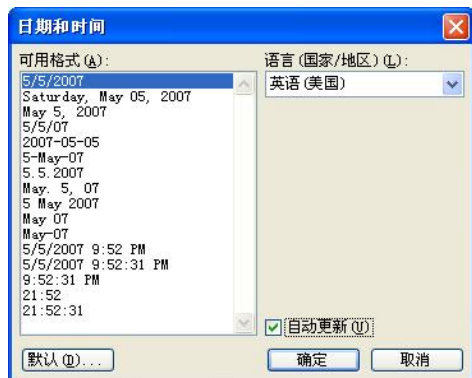 日期和时间
可用格式(A):
5/5/2007
Saturday, May 05, 2007
May 5, 2007
5/5/07
2007-05-05
5-May-07
5.5.2007
May. 5, 07
5 May 2007
May 07
May-07
5/5/2007 9:52 PM
5/5/2007 9:52:31 PM
9:52:31 PM
21:52
21:52:31
语言(国家/地区)(L):
英语(美国)
自动更新(U)
默认(D)...
确定
取消